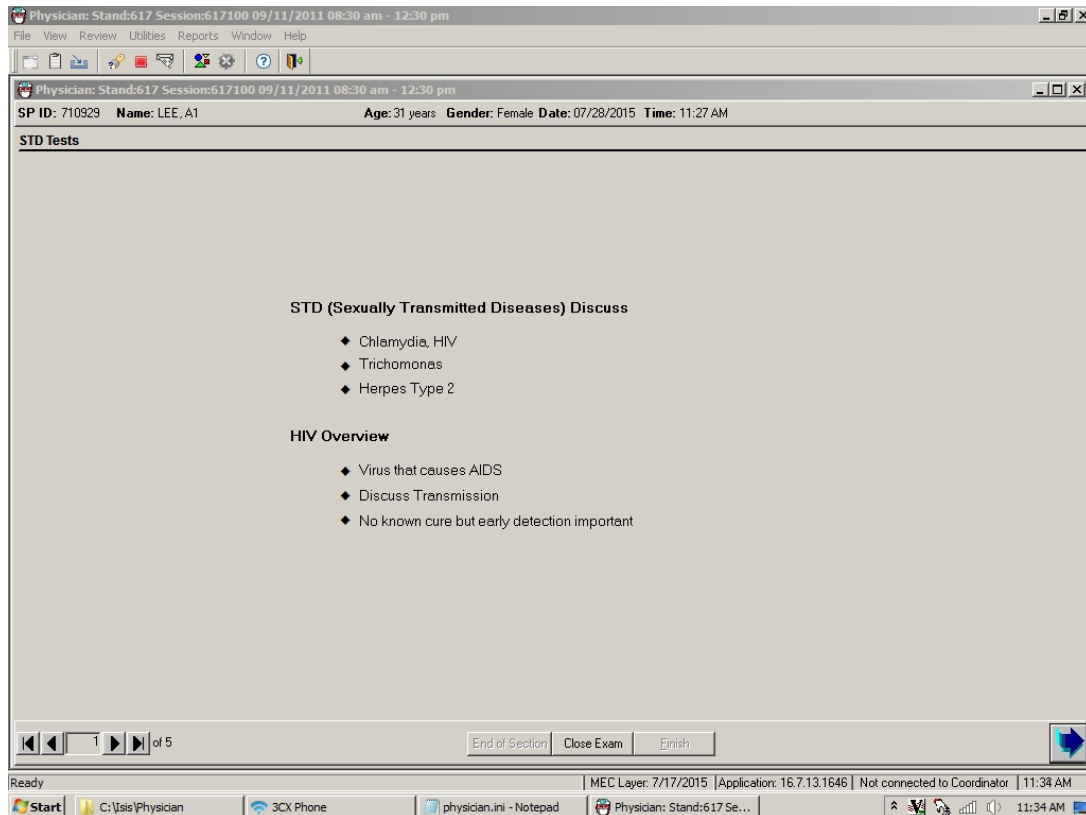 Physician: Stand:617 Session:617100 09/11/2011 08:30 am - 12:30 pm
File View Review Utilities Reports Window Help
Physician: Stand:617 Session:617100 09/11/2011 08:30 am - 12:30 pm
SP ID: 710929 Name: LEE, A1 Age: 31 years Gender: Female Date: 07/28/2015 Time: 11:27 AM
STD Tests
STD (Sexually Transmitted Diseases) Discuss
Chlamydia, HIV
Trichomonas
Herpes Type 2
HIV Overview
Virus that causes AIDS
Discuss Transmission
No known cure but early detection important
1 of 5 End of Section Close Exam Finish
Ready MEC Layer: 7/17/2015 Application: 16.7.13.1646 Not connected to Coordinator 11:34 AM
Start C:\Isis\Physician 3CX Phone physician.ini - Notepad Physician: Stand:617 Se... 11:34 AM